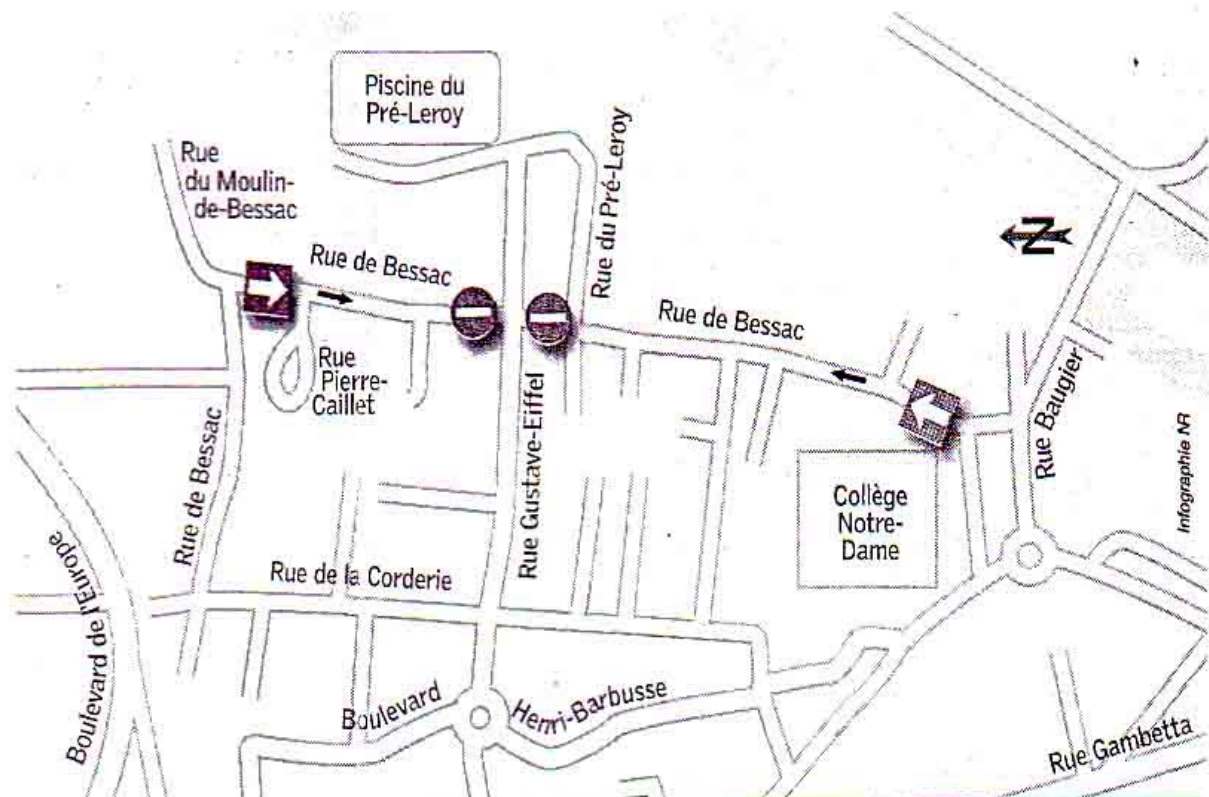 Piscine du
Pré-Leroy
Rue
du Moulin-
de-Bessac
Rue du Pré-Leroy
N
Rue de Bessac
Rue de Bessac
Rue
Pierre-
Caillet
Rue de Bessac
Rue Gustave-Eiffel
Rue Baugier
Collège
Notre-
Dame
Infographie NR
Rue de la Corderie
Boulevard de l'Europe
Boulevard
Henri-Barbusse
Rue Gambetta